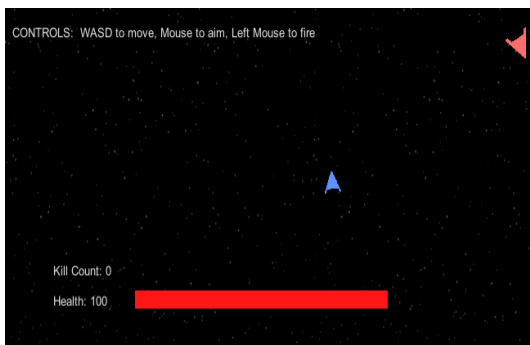 CONTROLS: WASD to move, Mouse to aim, Left Mouse to fire
Kill Count: 0
Health: 100